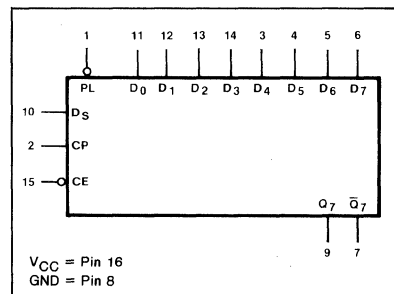 1 11 12 13 14 3 4 5 6
PL D₀ D₁ D₂ D₃ D₄ D₅ D₆ D₇
10 Dₛ
2 CP
15 CE
Q₇ Q̅₇
9 7
V_CC = Pin 16
GND = Pin 8